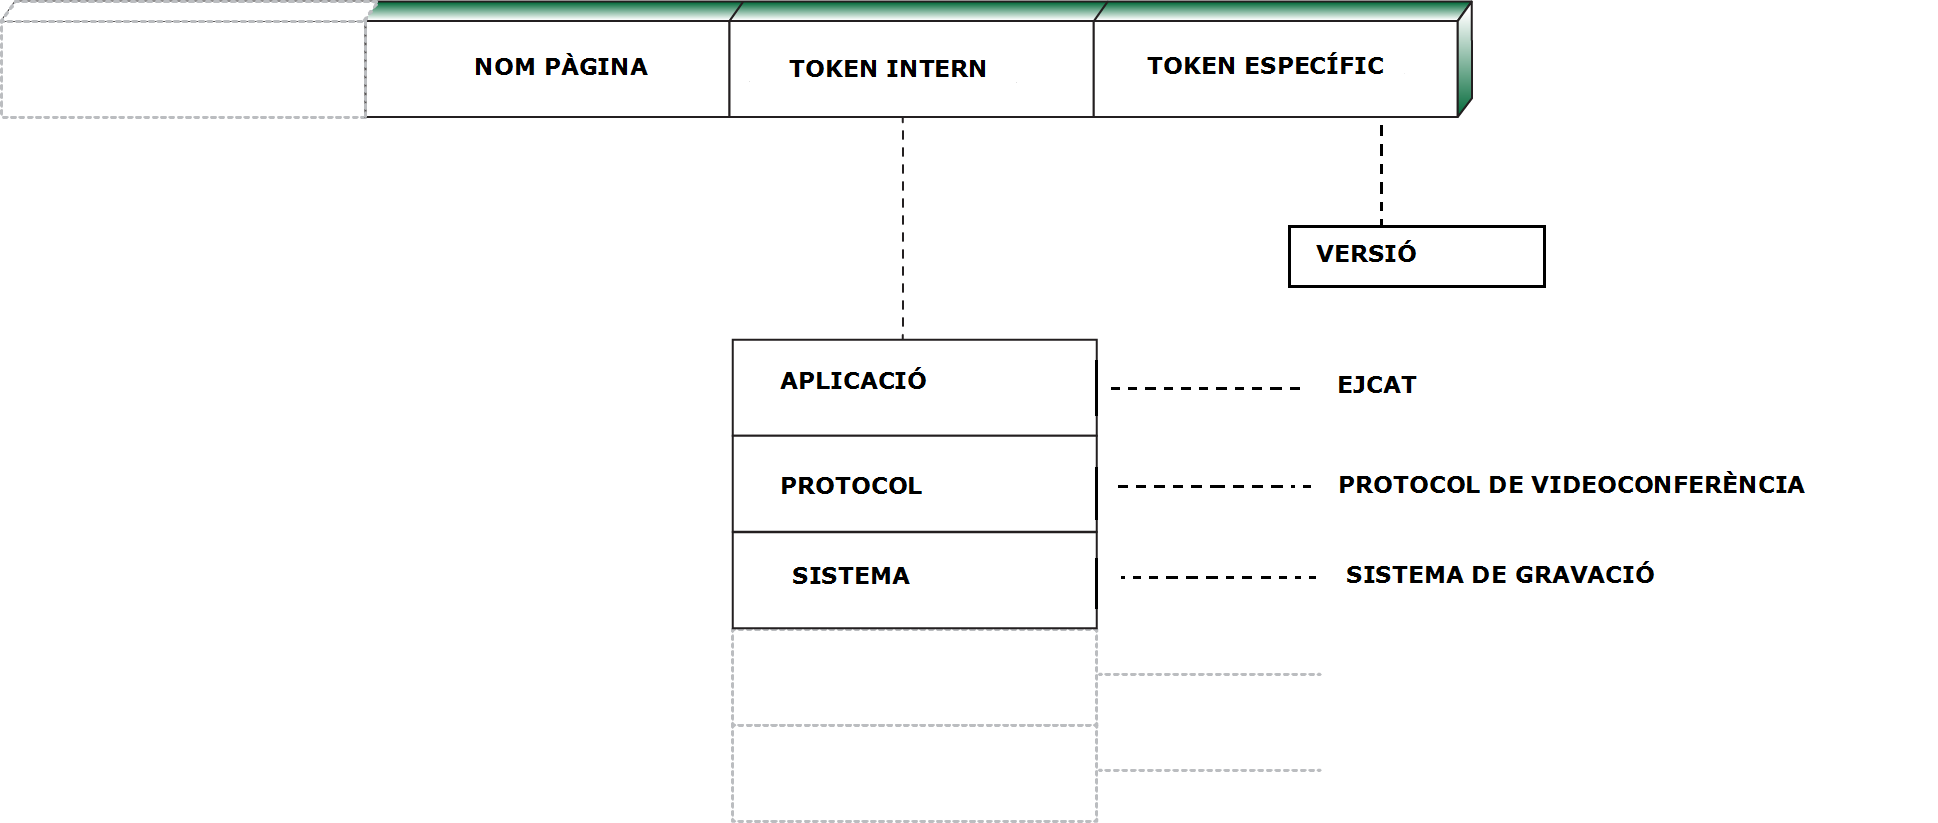 NOM PÀGINA
TOKEN INTERN
TOKEN ESPECÍFIC
VERSIÓ
APLICACIÓ
EJCAT
PROTOCOL
PROTOCOL DE VIDEOCONFERÈNCIA
SISTEMA
SISTEMA DE GRAVACIÓ